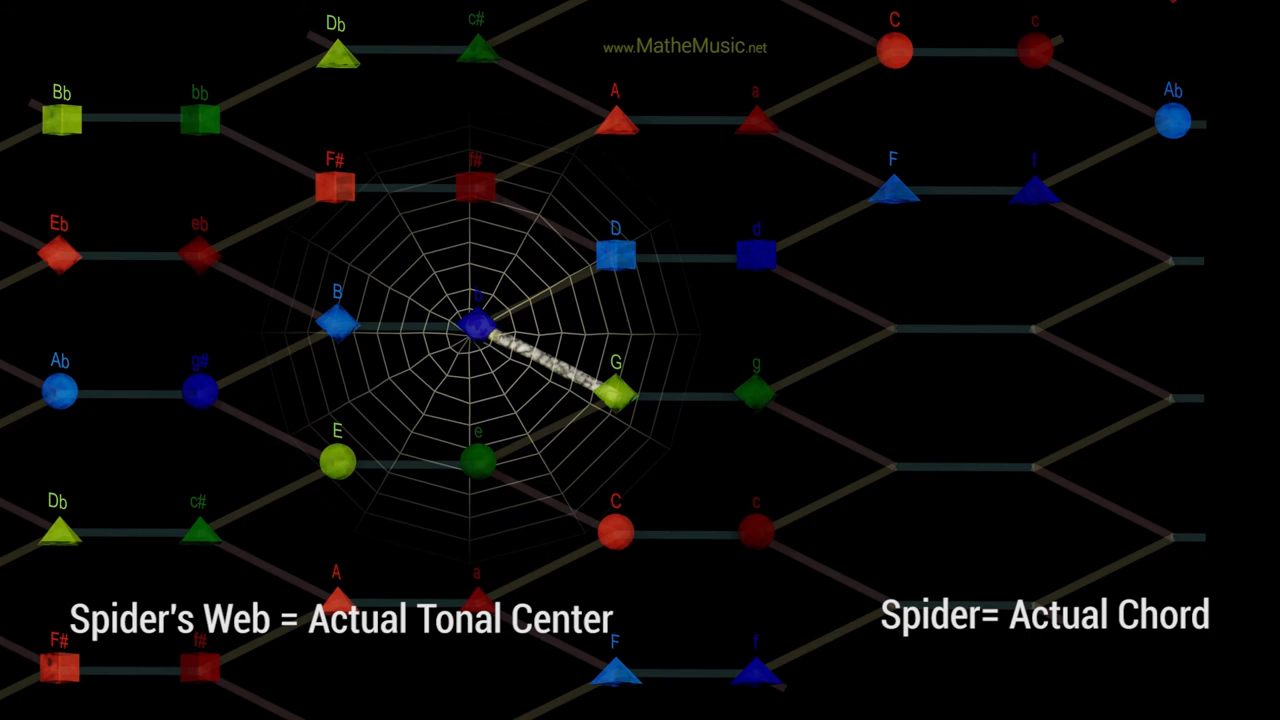 Db
c#
www.MatheMusic.net
C
c
Bb
bb
A
a
Ab
F#
f#
F
f
Eb
eb
D
d
B
b
Ab
g#
G
g
E
e
Db
c#
C
c
A
a
Spider's Web = Actual Tonal Center
Spider= Actual Chord
F#
f#
F
f